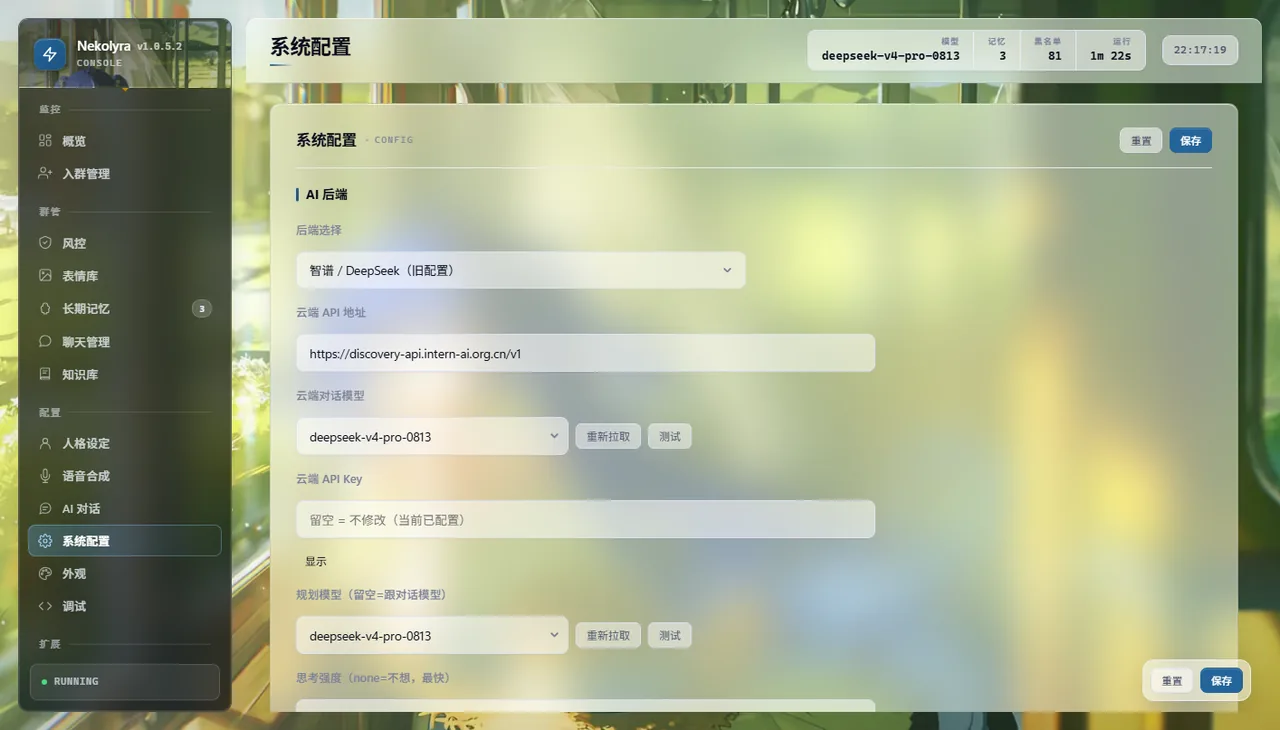 Nekolyra v1.0.5.2
CONSOLE
监控
概览
入群管理
群管
风控
表情库
长期记忆 3
聊天管理
知识库
配置
人格设定
语音合成
AI 对话
系统配置
外观
调试
扩展
RUNNING
系统配置
模型 记忆 黑名单 运行
deepseek-v4-pro-0813 3 81 1m 22s
22:17:19
系统配置 · CONFIG
重置 保存
AI 后端
后端选择
智谱 / DeepSeek（旧配置）
云端 API 地址
https://discovery-api.intern-ai.org.cn/v1
云端对话模型
deepseek-v4-pro-0813 重新拉取 测试
云端 API Key
留空 = 不修改（当前已配置）
显示
规划模型（留空=跟对话模型）
deepseek-v4-pro-0813 重新拉取 测试
思考强度（none=不想，最快）
重置 保存